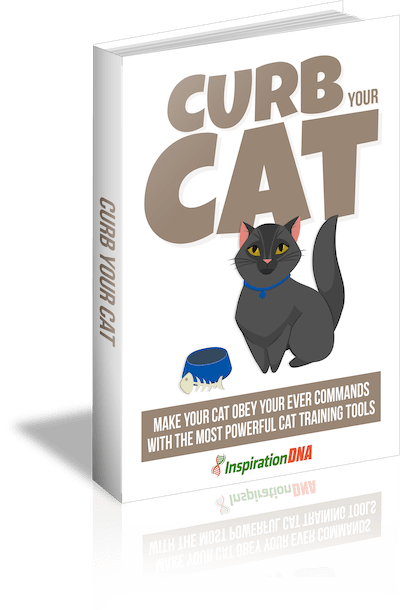 CURB YOUR
CAT
MAKE YOUR CAT OBEY YOUR EVER COMMANDS
WITH THE MOST POWERFUL CAT TRAINING TOOLS
InspirationDNA
CURB YOUR CAT